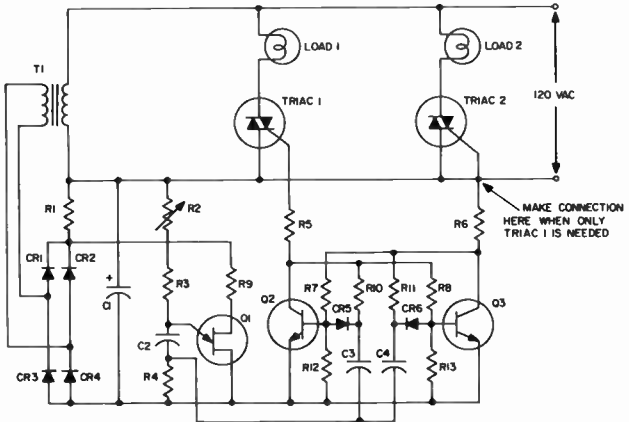 LOAD 1
LOAD 2
T1
TRIAC 1
TRIAC 2
120 VAC
R1
R2
R5
R6
MAKE CONNECTION
HERE WHEN ONLY
TRIAC 1 IS NEEDED
CR1
CR2
R3
R9
R7
R10
R11
R8
+
C1
Q1
Q2
CR5
CR6
Q3
C2
C3
C4
CR3
CR4
R4
R12
R13